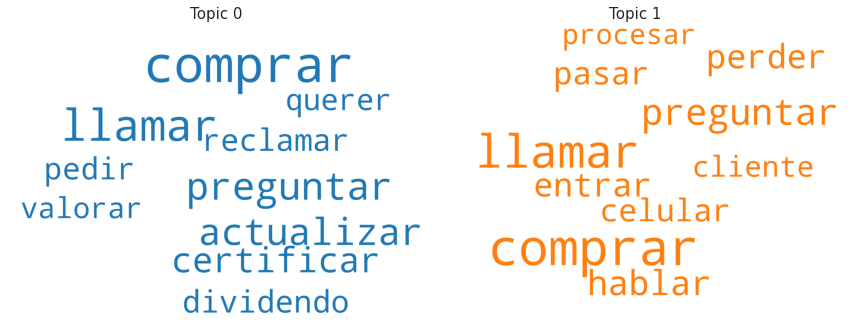 Topic 0
comprar
querer
llamar
reclamar
pedir
preguntar
valorar
actualizar
certificar
dividendo
Topic 1
procesar
perder
pasar
preguntar
llamar
cliente
entrar
celular
comprar
hablar